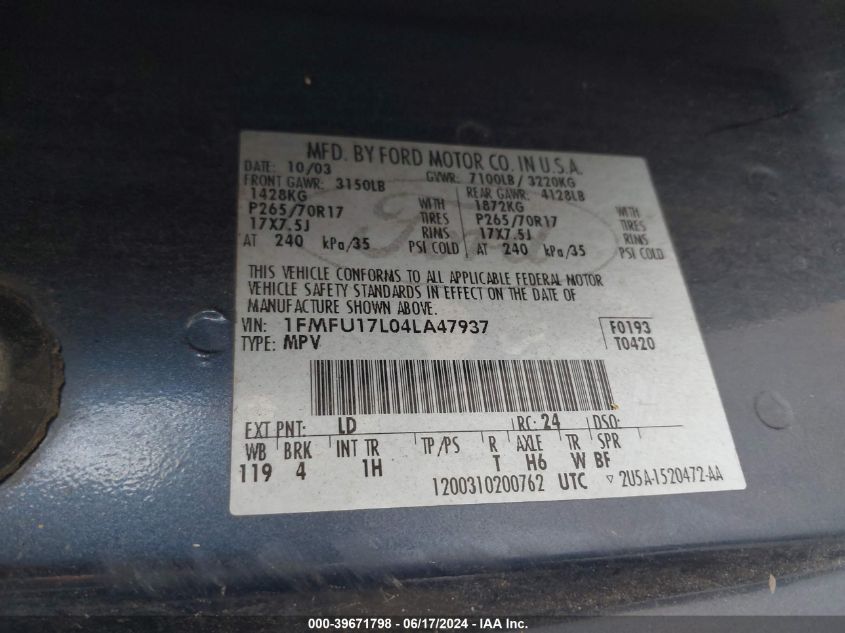 MFD. BY FORD MOTOR CO. IN U.S.A.
DATE: 10/03 GVWR: 7100LB / 3220KG
FRONT GAWR: 3150LB REAR GAWR: 4128LB
1428KG WITH 1872KG WITH
P265/70R17 TIRES P265/70R17 TIRES
17X7.5J RIMS 17X7.5J RIMS
AT 240 kPa/35 PSI COLD AT 240 kPa/35 PSI COLD
THIS VEHICLE CONFORMS TO ALL APPLICABLE FEDERAL MOTOR
VEHICLE SAFETY STANDARDS IN EFFECT ON THE DATE OF
MANUFACTURE SHOWN ABOVE.
VIN: 1FMFU17L04LA47937 F0193
TYPE: MPV T0420
EXT PNT: LD RC: 24 DSO:
WB BRK INT TR TP/PS R AXLE TR SPR
119 4 1H T H6 W BF
1200310200762 UTC ▽ 2U5A-1520472-AA
000-39671798 - 06/17/2024 - IAA Inc.